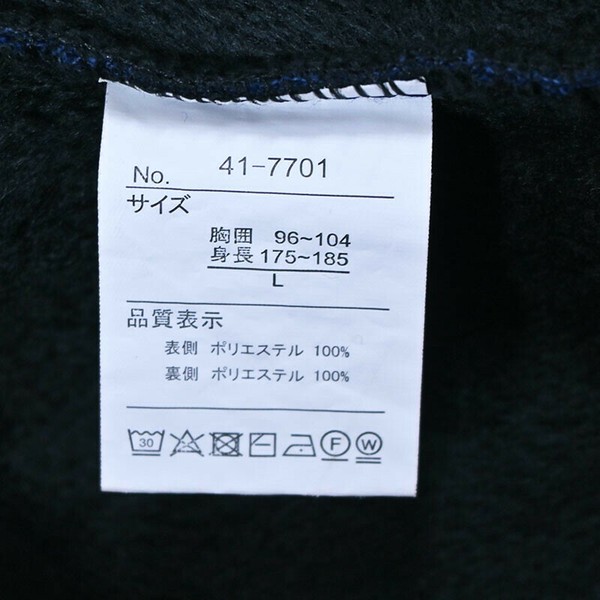 No. 41-7701
サイズ
胸囲 96~104
身長 175~185
L
品質表示
表側 ポリエステル 100%
裏側 ポリエステル 100%
30 F W